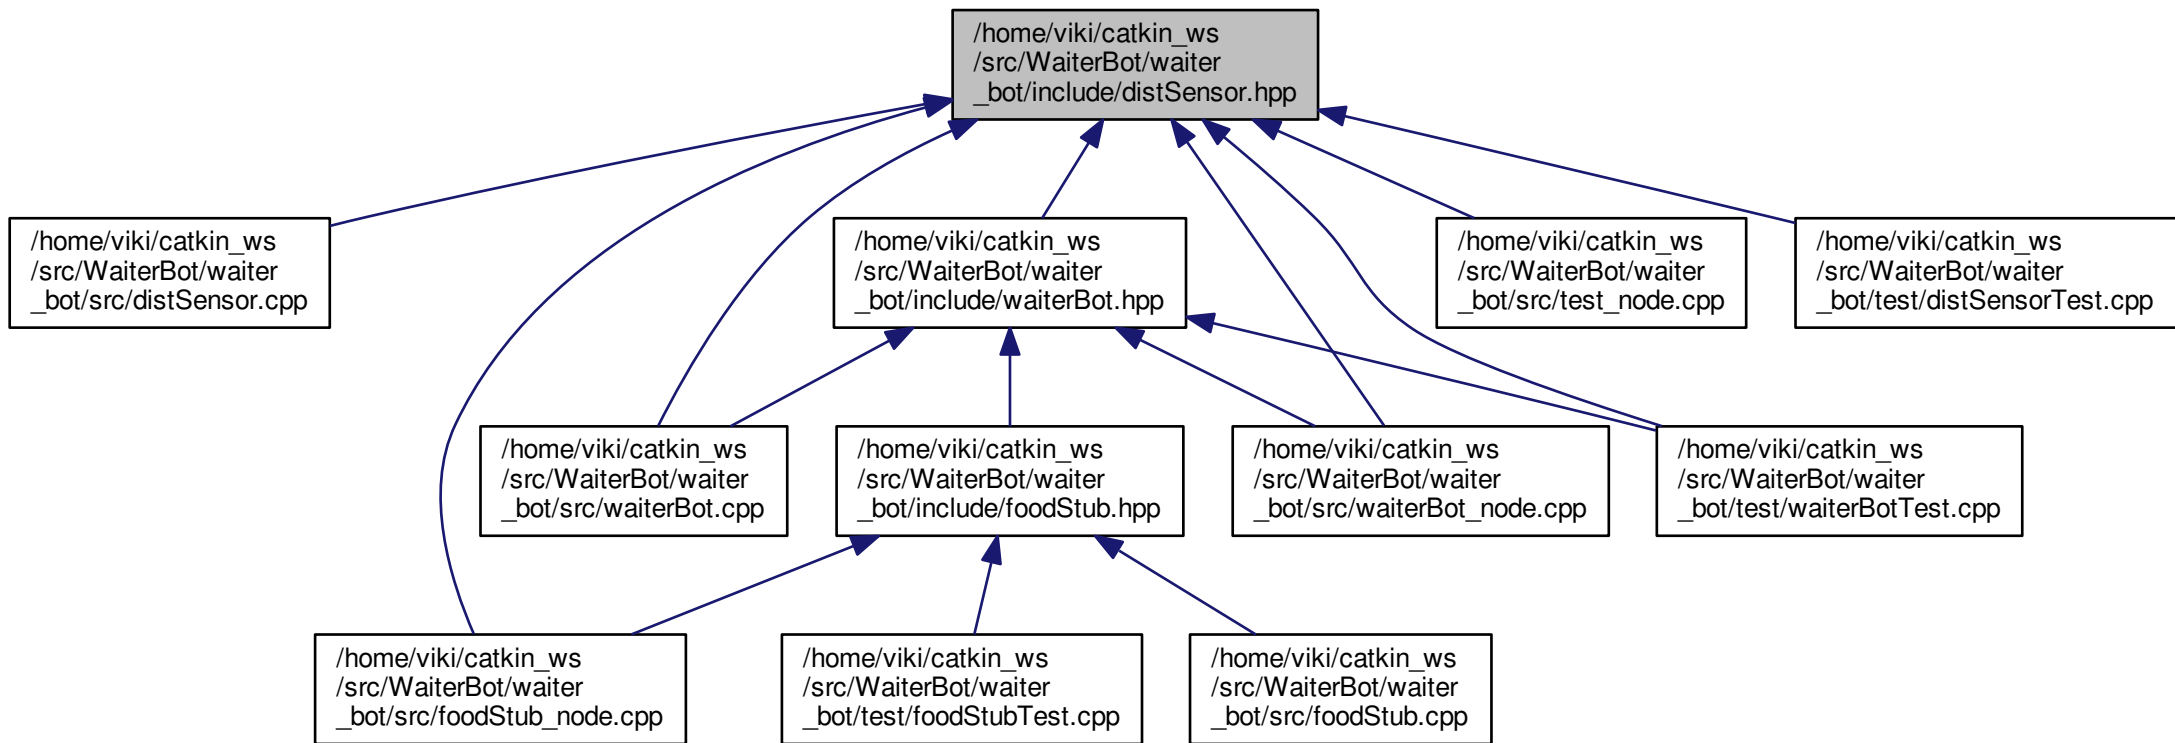 /home/viki/catkin_ws
/src/WaiterBot/waiter
_bot/include/distSensor.hpp
/home/viki/catkin_ws
/src/WaiterBot/waiter
_bot/src/distSensor.cpp
/home/viki/catkin_ws
/src/WaiterBot/waiter
_bot/include/waiterBot.hpp
/home/viki/catkin_ws
/src/WaiterBot/waiter
_bot/src/test_node.cpp
/home/viki/catkin_ws
/src/WaiterBot/waiter
_bot/test/distSensorTest.cpp
/home/viki/catkin_ws
/src/WaiterBot/waiter
_bot/src/waiterBot.cpp
/home/viki/catkin_ws
/src/WaiterBot/waiter
_bot/include/foodStub.hpp
/home/viki/catkin_ws
/src/WaiterBot/waiter
_bot/src/waiterBot_node.cpp
/home/viki/catkin_ws
/src/WaiterBot/waiter
_bot/test/waiterBotTest.cpp
/home/viki/catkin_ws
/src/WaiterBot/waiter
_bot/src/foodStub_node.cpp
/home/viki/catkin_ws
/src/WaiterBot/waiter
_bot/test/foodStubTest.cpp
/home/viki/catkin_ws
/src/WaiterBot/waiter
_bot/src/foodStub.cpp